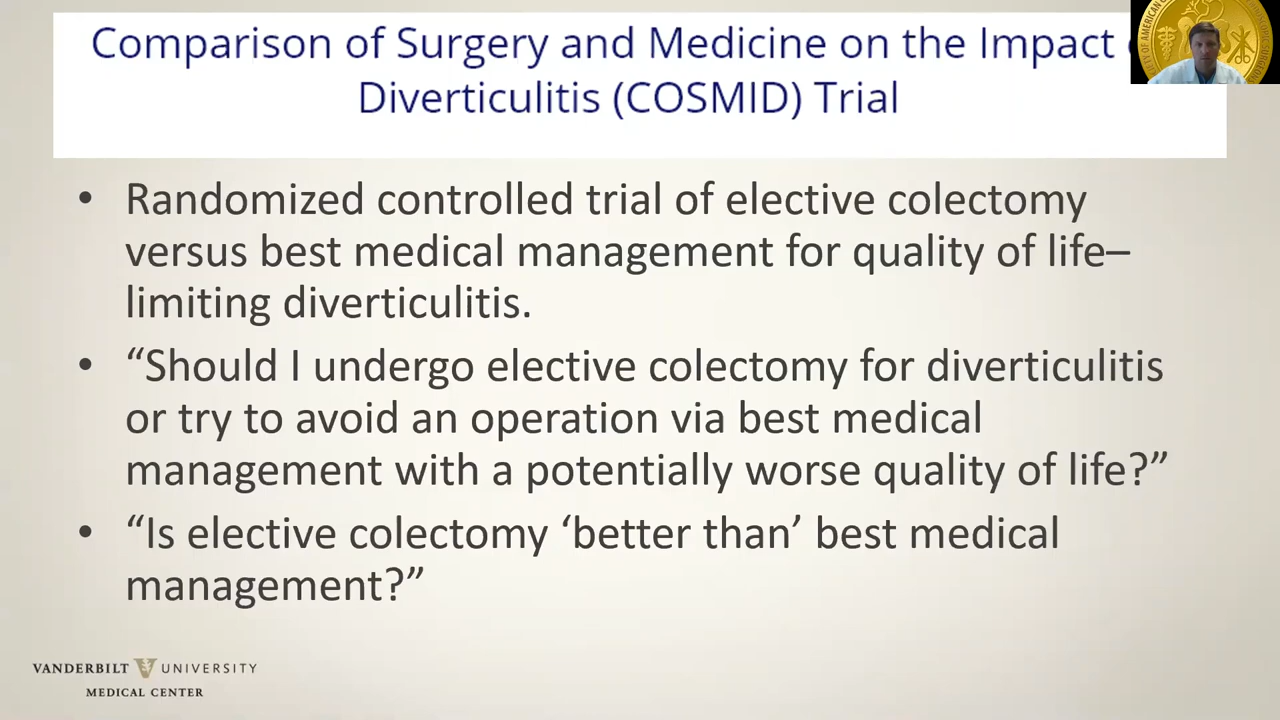 Comparison of Surgery and Medicine on the Impact
Diverticulitis (COSMID) Trial
• Randomized controlled trial of elective colectomy
versus best medical management for quality of life–
limiting diverticulitis.
• “Should I undergo elective colectomy for diverticulitis
or try to avoid an operation via best medical
management with a potentially worse quality of life?”
• “Is elective colectomy ‘better than’ best medical
management?”
VANDERBILT UNIVERSITY
MEDICAL CENTER